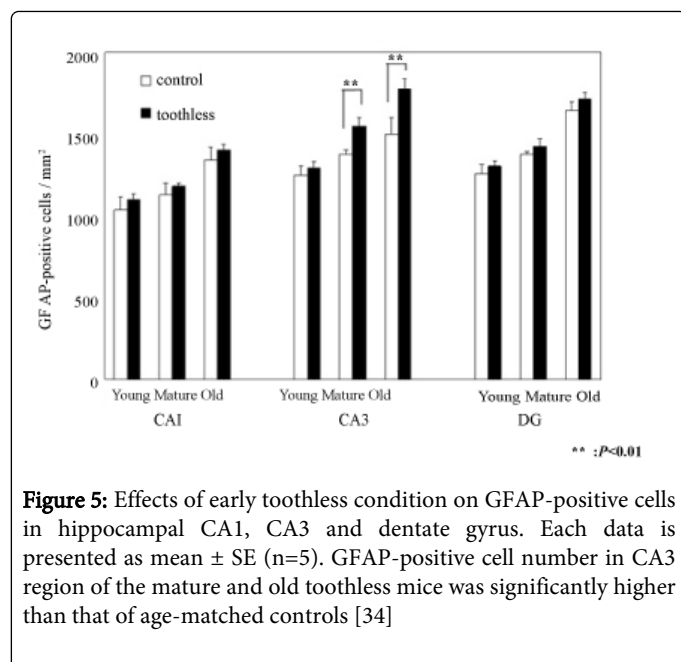 2000
control
toothless
**
**
1500
1000
500
0
GF AP-positive cells / mm²
Young Mature Old
Young Mature Old
Young Mature Old
CAI
CA3
DG
** :P<0.01
Figure 5: Effects of early toothless condition on GFAP-positive cells
in hippocampal CA1, CA3 and dentate gyrus. Each data is
presented as mean ± SE (n=5). GFAP-positive cell number in CA3
region of the mature and old toothless mice was significantly higher
than that of age-matched controls [34]